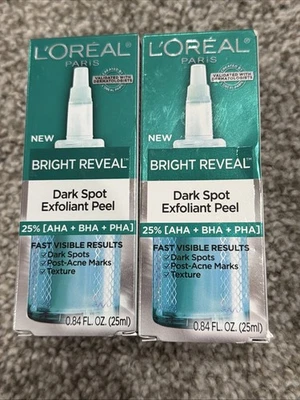 L'ORÉAL
PARIS
VALIDATED WITH
DERMATOLOGISTS
NEW
BRIGHT REVEAL™
Dark Spot
Exfoliant Peel
25% [AHA + BHA + PHA]
FAST VISIBLE RESULTS
Dark Spots
Post-Acne Marks
Texture
0.84 FL. OZ. (25ml)
L'ORÉAL
PARIS
VALIDATED WITH
DERMATOLOGISTS
NEW
BRIGHT REVEAL™
Dark Spot
Exfoliant Peel
25% [AHA + BHA + PHA]
FAST VISIBLE RESULTS
Dark Spots
Post-Acne Marks
Texture
0.84 FL. OZ. (25ml)